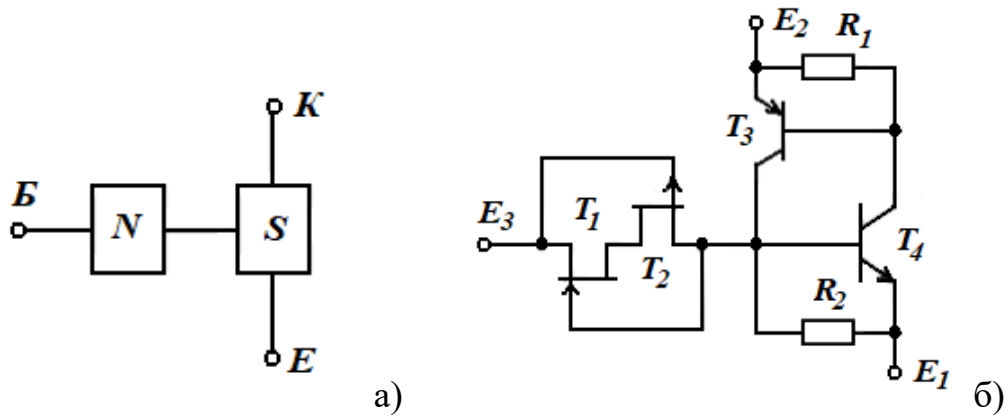 К
Б
N
S
Е
а)
E₂
R₁
T₃
E₃
T₁
T₂
T₄
R₂
E₁
б)